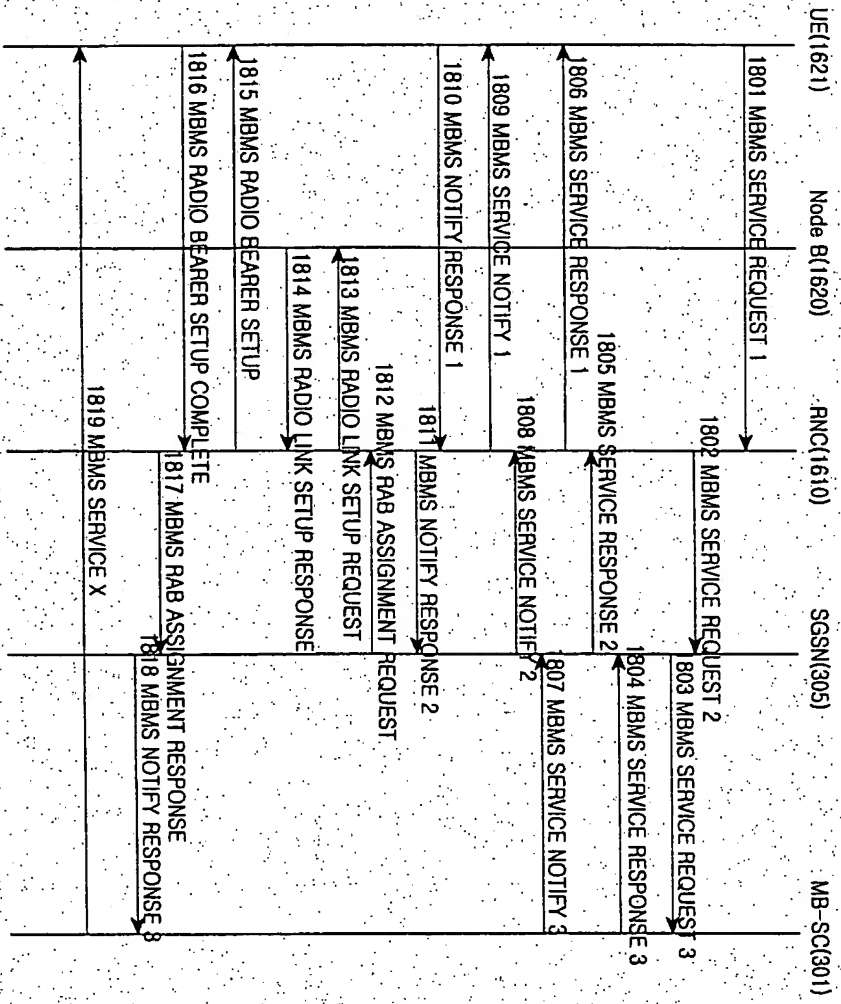 UE(1621)
Node B(1620)
RNC(1610)
SGSN(305)
MB-SC(301)
1801 MBMS SERVICE REQUEST 1
1802 MBMS SERVICE REQUEST 2
803 MBMS SERVICE REQUEST 3
1804 MBMS SERVICE RESPONSE 3
1805 MBMS SERVICE RESPONSE 2
1806 MBMS SERVICE RESPONSE 1
1807 MBMS SERVICE NOTIFY 3
1808 MBMS SERVICE NOTIFY 2
1809 MBMS SERVICE NOTIFY 1
1810 MBMS NOTIFY RESPONSE 1
1811 MBMS NOTIFY RESPONSE 2
1812 MBMS RAB ASSIGNMENT REQUEST
1813 MBMS RADIO LINK SETUP REQUEST
1814 MBMS RADIO LINK SETUP RESPONSE
1815 MBMS RADIO BEARER SETUP
1816 MBMS RADIO BEARER SETUP COMPLETE
1817 MBMS RAB ASSIGNMENT RESPONSE
1818 MBMS NOTIFY RESPONSE 3
1819 MBMS SERVICE X